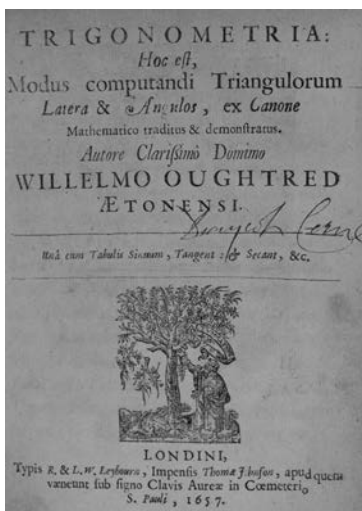 TRIGONOMETRIA:
Hoc eſt,
Modus computandi Triangulorum
Latera & Angulos, ex Canone
Mathematico traditus & demonſtratus.
Autore Clariſſimo Domino
WILLELMO OUGHTRED
ÆTONENSI.
Unà cum Tabulis Sinuum, Tangent: & Secant, &c.
LONDINI,
Typis R. & L. W. Leybourn, Impensis Thomæ Johnson, apud quem
væneunt ſub ſigno Clavis Aureæ in Cœmeterio
S. Pauli, 1657.